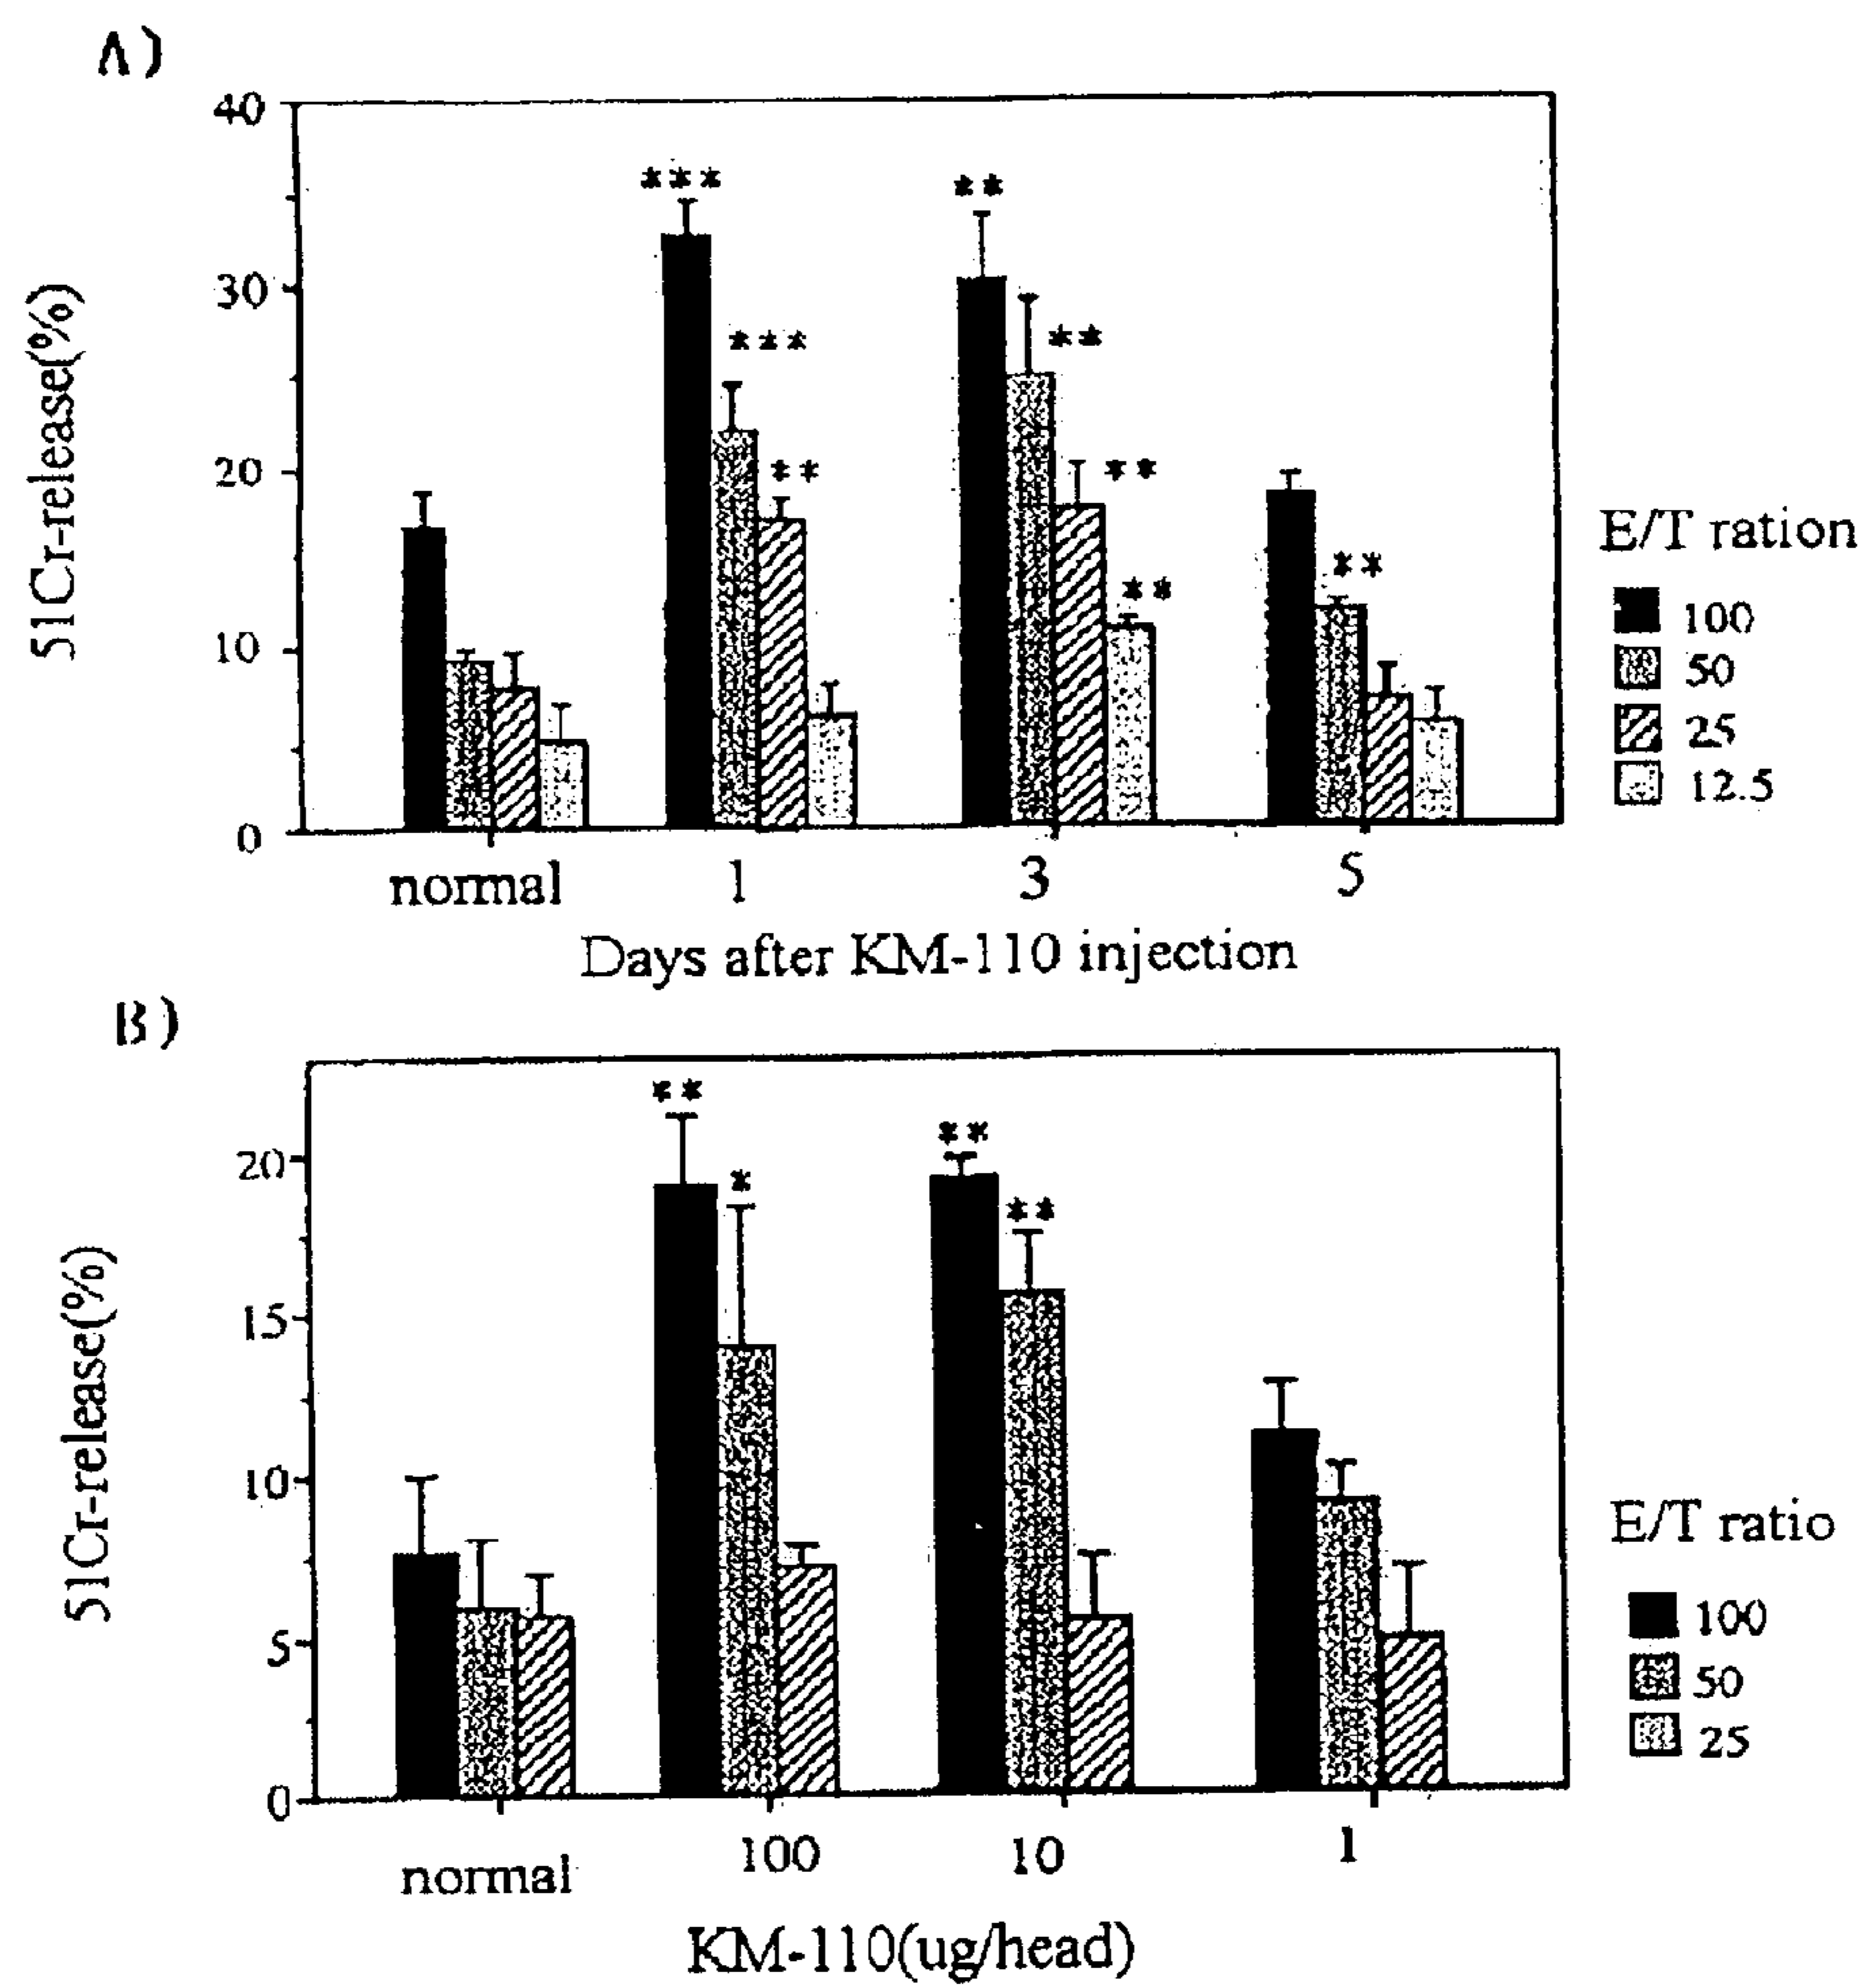 A)
40
***
**
30
***
**
51Cr-release(%)
20
**
**
E/T ration
**
**
100
10
50
25
12.5
0
normal 1 3 5
Days after KM-110 injection
B)
**
**
20
*
**
51Cr-release(%)
15
10
E/T ratio
100
5
50
25
0
normal 100 10 1
KM-110(ug/head)